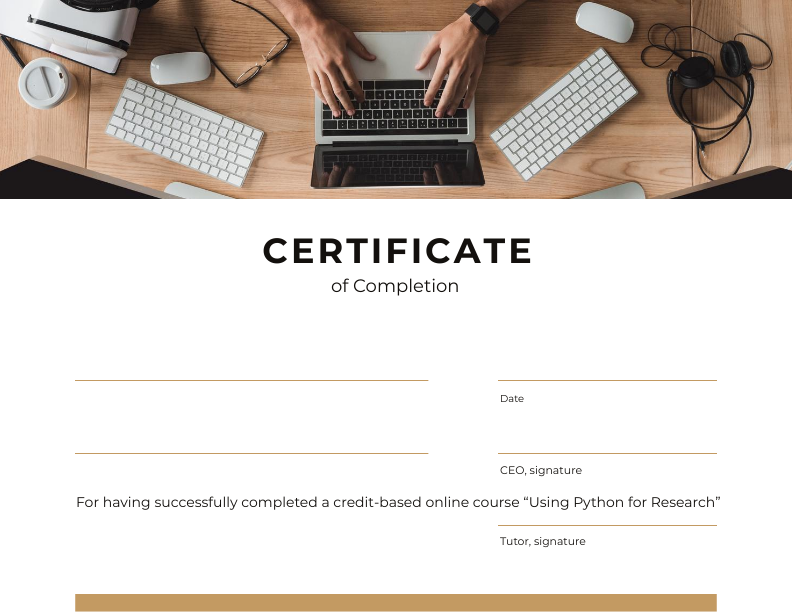 CERTIFICATE
of Completion
Date
CEO, signature
For having successfully completed a credit-based online course “Using Python for Research”
Tutor, signature